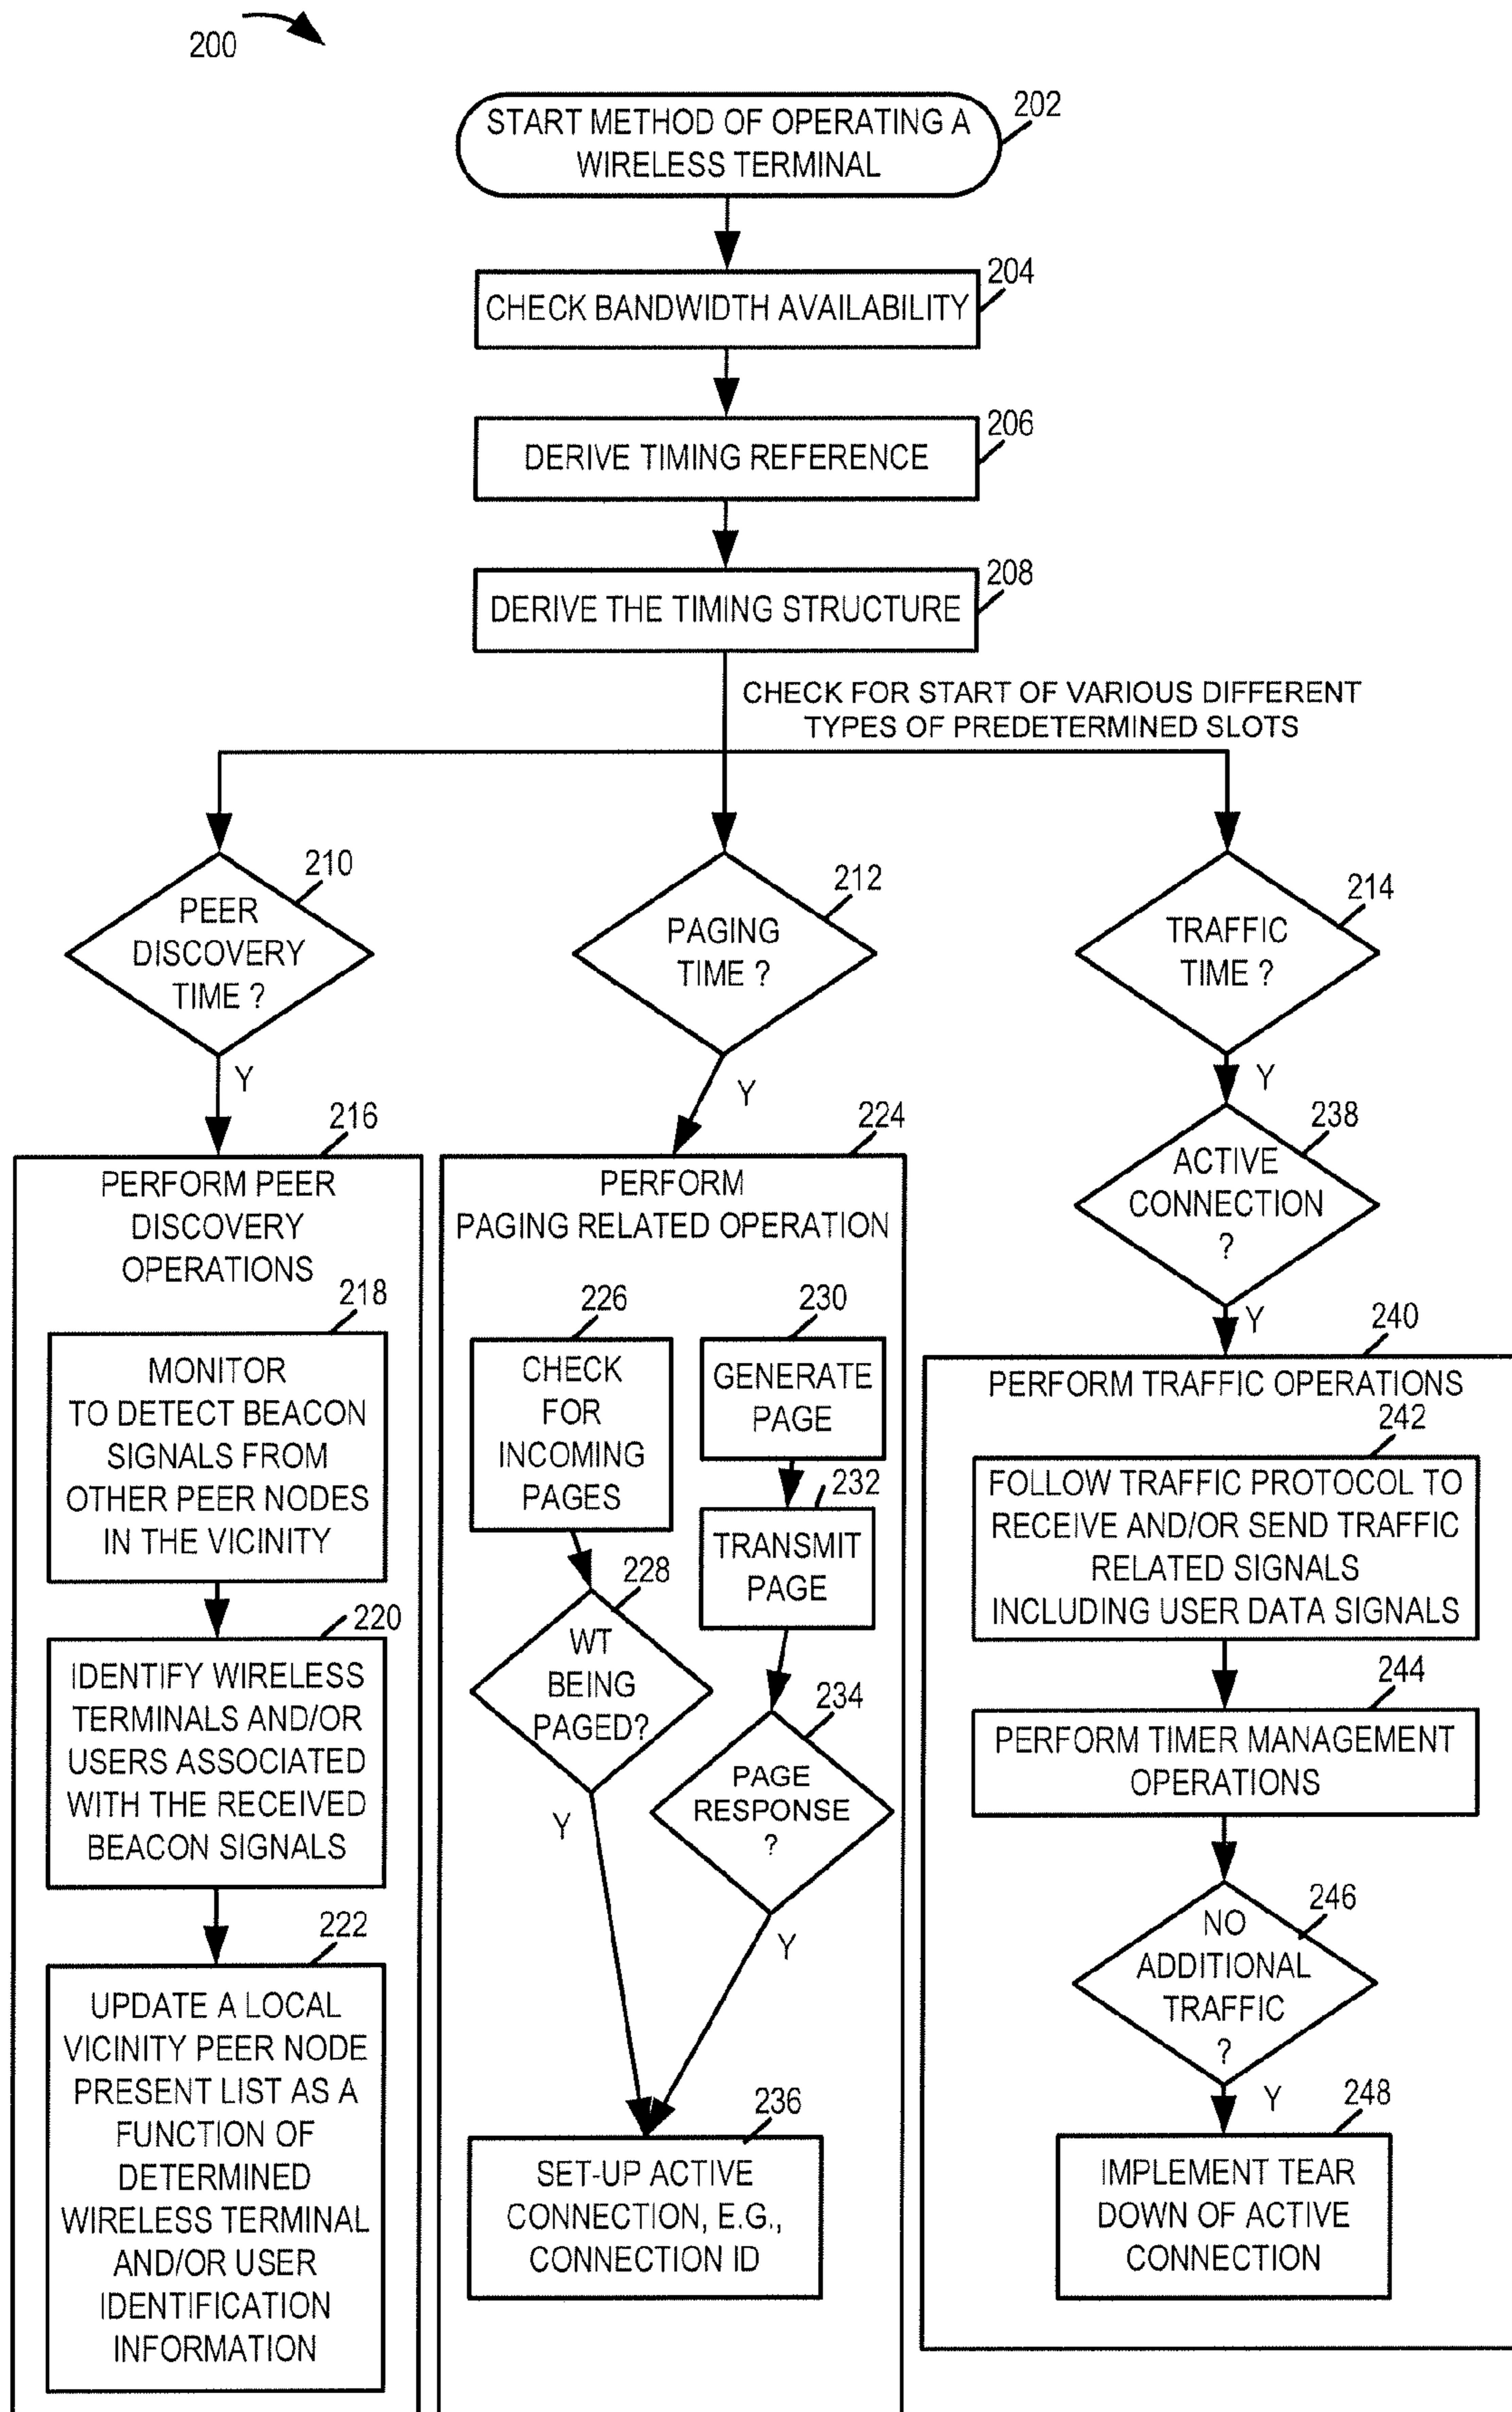 200
START METHOD OF OPERATING A
WIRELESS TERMINAL
202
CHECK BANDWIDTH AVAILABILITY
204
DERIVE TIMING REFERENCE
206
DERIVE THE TIMING STRUCTURE
208
CHECK FOR START OF VARIOUS DIFFERENT
TYPES OF PREDETERMINED SLOTS
PEER
DISCOVERY
TIME ?
210
Y
PAGING
TIME ?
212
Y
TRAFFIC
TIME ?
214
Y
216
PERFORM PEER
DISCOVERY
OPERATIONS
218
MONITOR
TO DETECT BEACON
SIGNALS FROM
OTHER PEER NODES
IN THE VICINITY
220
IDENTIFY WIRELESS
TERMINALS AND/OR
USERS ASSOCIATED
WITH THE RECEIVED
BEACON SIGNALS
222
UPDATE A LOCAL
VICINITY PEER NODE
PRESENT LIST AS A
FUNCTION OF
DETERMINED
WIRELESS TERMINAL
AND/OR USER
IDENTIFICATION
INFORMATION
224
PERFORM
PAGING RELATED OPERATION
226
CHECK
FOR
INCOMING
PAGES
228
WT
BEING
PAGED?
Y
230
GENERATE
PAGE
232
TRANSMIT
PAGE
234
PAGE
RESPONSE
?
Y
236
SET-UP ACTIVE
CONNECTION, E.G.,
CONNECTION ID
238
ACTIVE
CONNECTION
?
Y
240
PERFORM TRAFFIC OPERATIONS
242
FOLLOW TRAFFIC PROTOCOL TO
RECEIVE AND/OR SEND TRAFFIC
RELATED SIGNALS
INCLUDING USER DATA SIGNALS
244
PERFORM TIMER MANAGEMENT
OPERATIONS
246
NO
ADDITIONAL
TRAFFIC
?
Y
248
IMPLEMENT TEAR
DOWN OF ACTIVE
CONNECTION